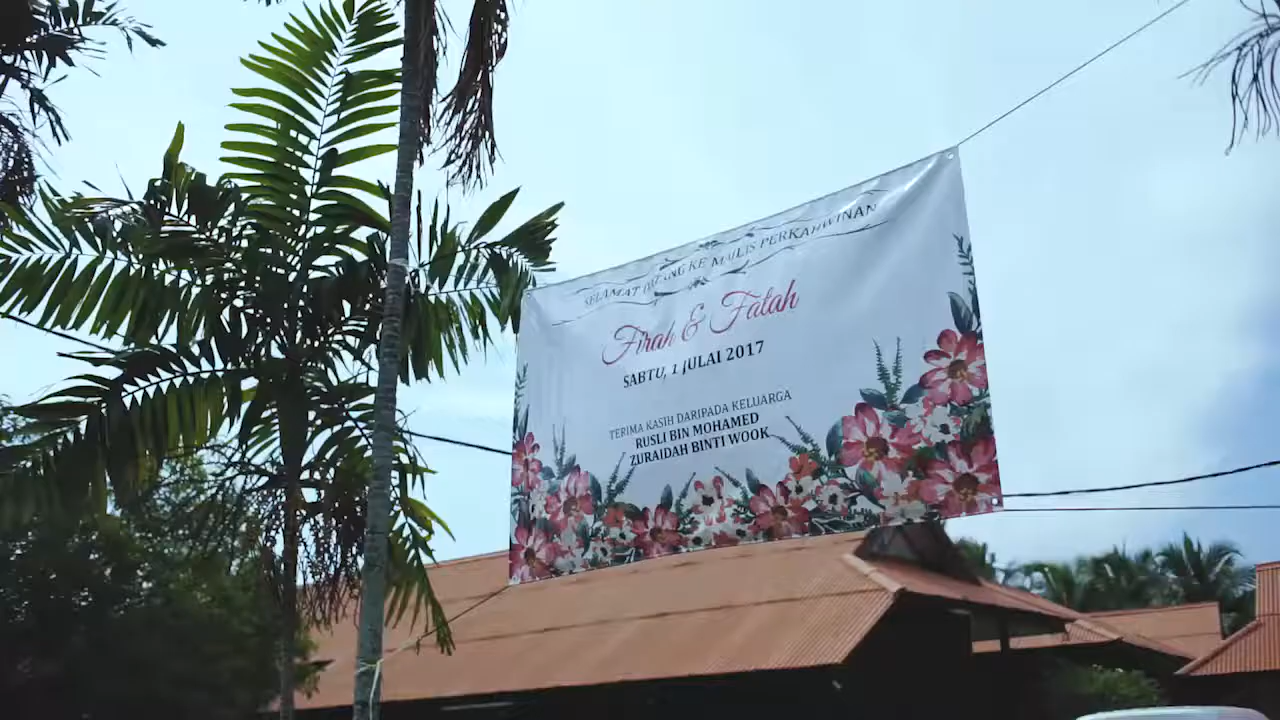 SELAMAT DATANG KE MAJLIS PERKAHWINAN
Firah & Fatah
SABTU, 1 JULAI 2017
TERIMA KASIH DARIPADA KELUARGA
RUSLI BIN MOHAMED
ZURAIDAH BINTI WOOK